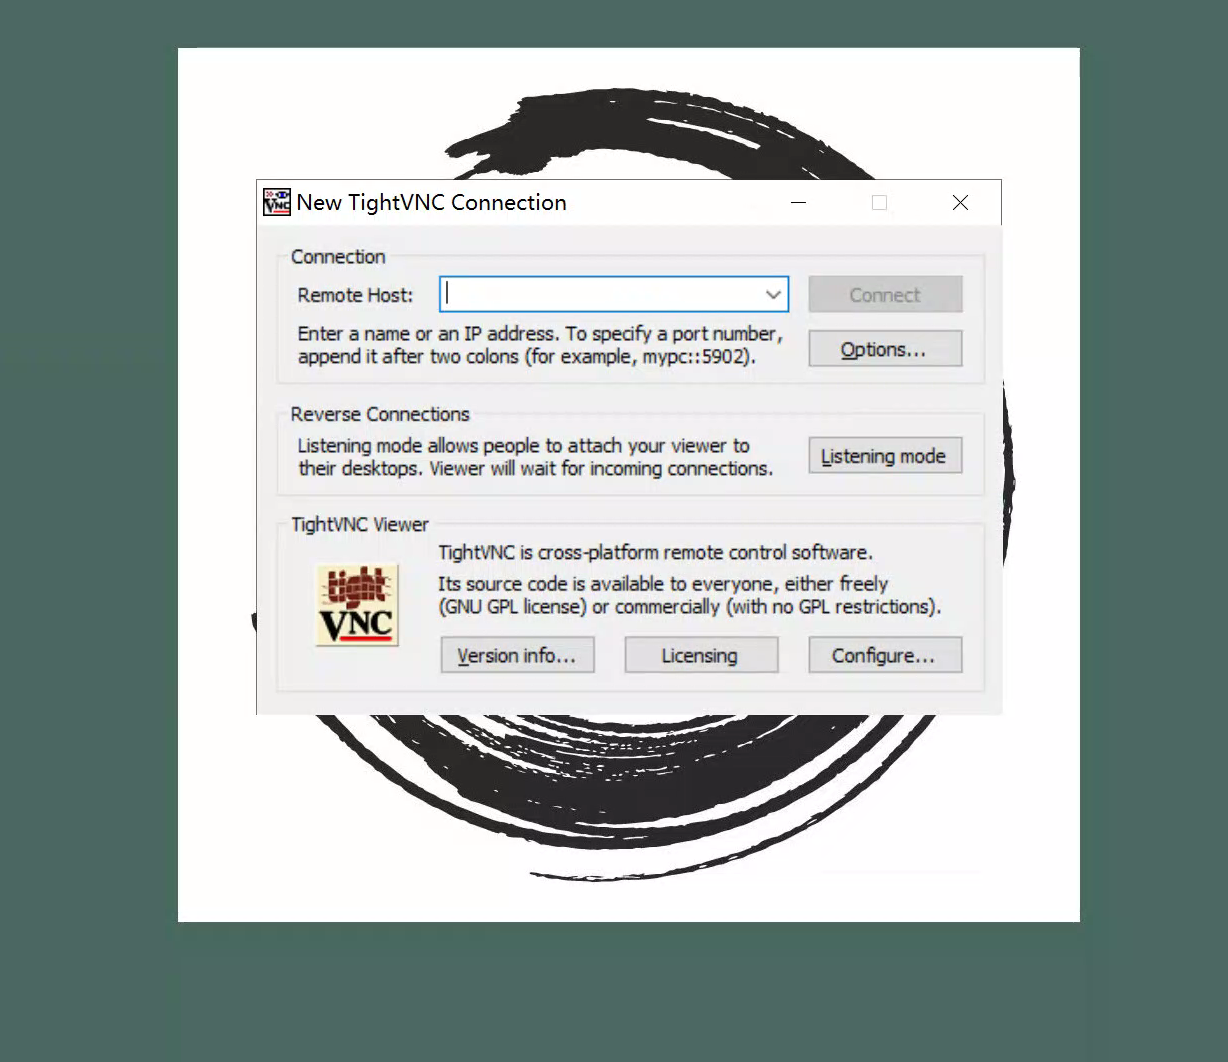 New TightVNC Connection
Connection
Remote Host:
Connect
Enter a name or an IP address. To specify a port number,
append it after two colons (for example, mypc::5902).
Options...
Reverse Connections
Listening mode allows people to attach your viewer to
their desktops. Viewer will wait for incoming connections.
Listening mode
TightVNC Viewer
tight
VNC
TightVNC is cross-platform remote control software.
Its source code is available to everyone, either freely
(GNU GPL license) or commercially (with no GPL restrictions).
Version info...
Licensing
Configure...